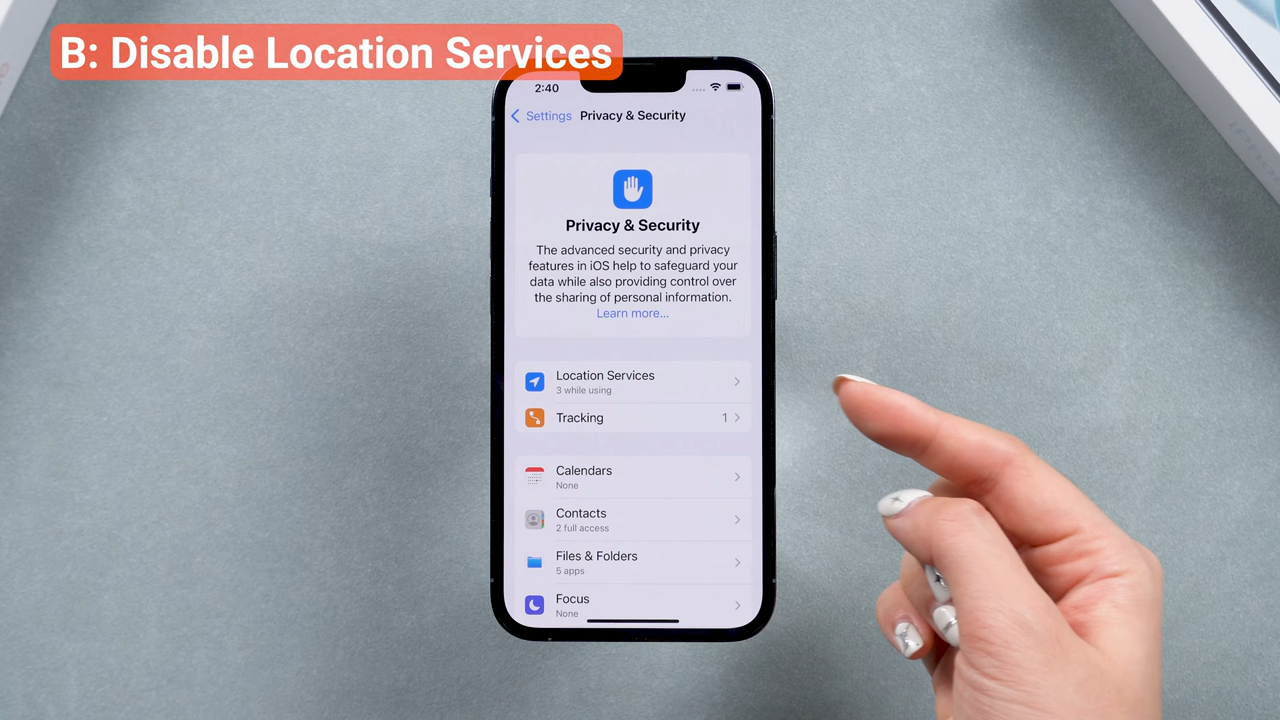 B: Disable Location Services
2:40
Settings Privacy & Security
Privacy & Security
The advanced security and privacy
features in iOS help to safeguard your
data while also providing control over
the sharing of personal information.
Learn more...
Location Services
3 while using
Tracking 1
Calendars
None
Contacts
2 full access
Files & Folders
5 apps
Focus
None